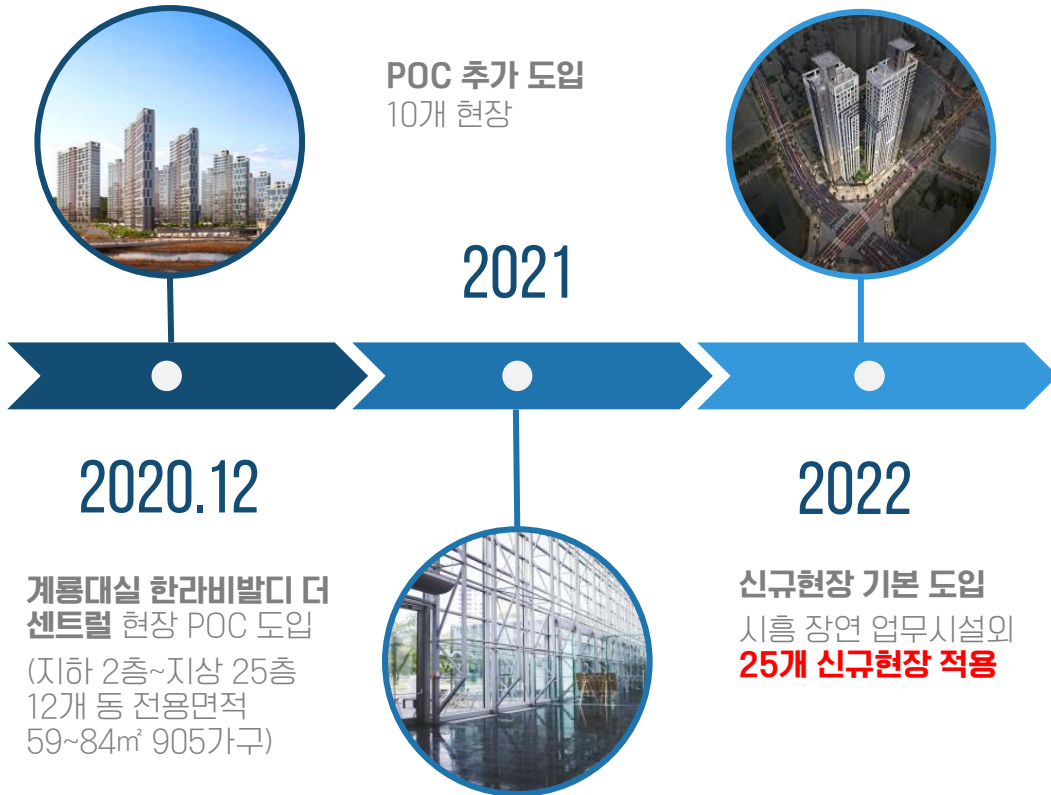 POC 추가 도입
10개 현장
2021
2020.12
계룡대실 한라비발디 더
센트럴 현장 POC 도입
(지하 2층~지상 25층
12개 동 전용면적
59~84㎡ 905가구)
2022
신규현장 기본 도입
시흥 장연 업무시설외
25개 신규현장 적용